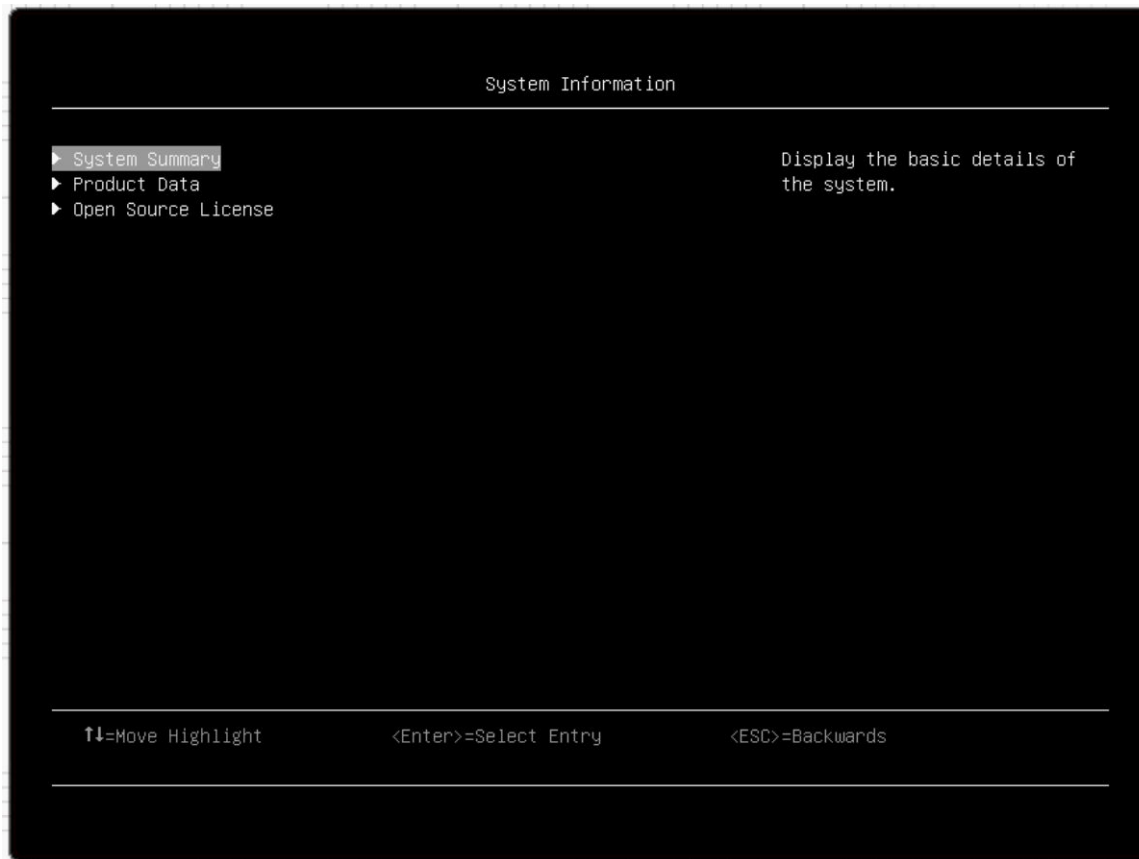 System Information
▶ System Summary
▶ Product Data
▶ Open Source License
Display the basic details of
the system.
↑↓=Move Highlight
<Enter>=Select Entry
<ESC>=Backwards